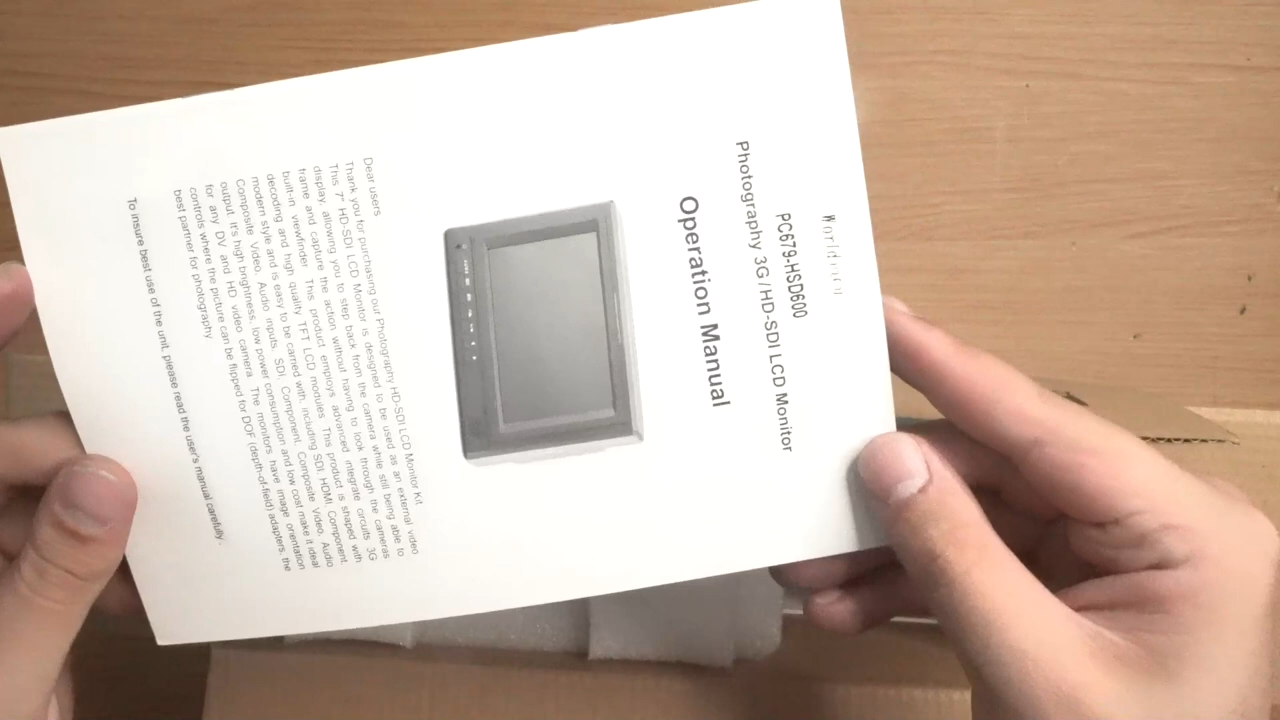 PC679-HSD600
Photography 3G/HD-SDI LCD Monitor
Operation Manual
Dear users
Thank you for purchasing our Photography HD-SDI LCD Monitor Kit.
This 7" HD-SDI LCD Monitor is designed to be used as an external video
display, allowing you to step back from the camera while still being able to
frame and capture the action without having to look through the cameras
built-in viewfinder. This product employs advanced integrate circuits 3G
decoding and high quality TFT LCD modules. This product is shaped with
modern style and is easy to be carried with, including SDI, HDMI, Component,
Composite Video, Audio inputs, SDI, Component, Composite Video, Audio
output. It's high brightness, low power consumption and low cost make it ideal
for any DV and HD video camera. The monitors have image orientation
controls where the picture can be flipped for DOF (depth-of-field) adapters, the
best partner for photography
To insure best use of the unit, please read the user's manual carefully.